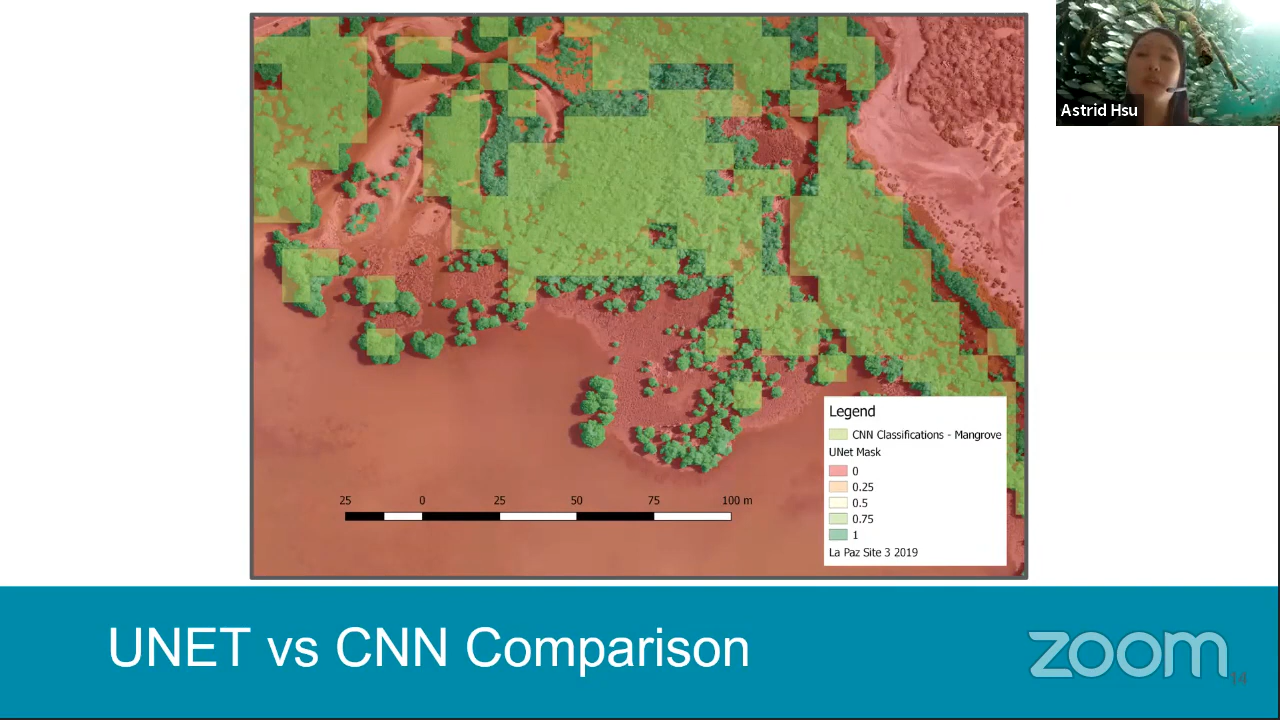 Astrid Hsu
Legend
CNN Classifications - Mangrove
UNet Mask
0
0.25
0.5
0.75
1
La Paz Site 3 2019
25 0 25 50 75 100 m
UNET vs CNN Comparison
zoom
14